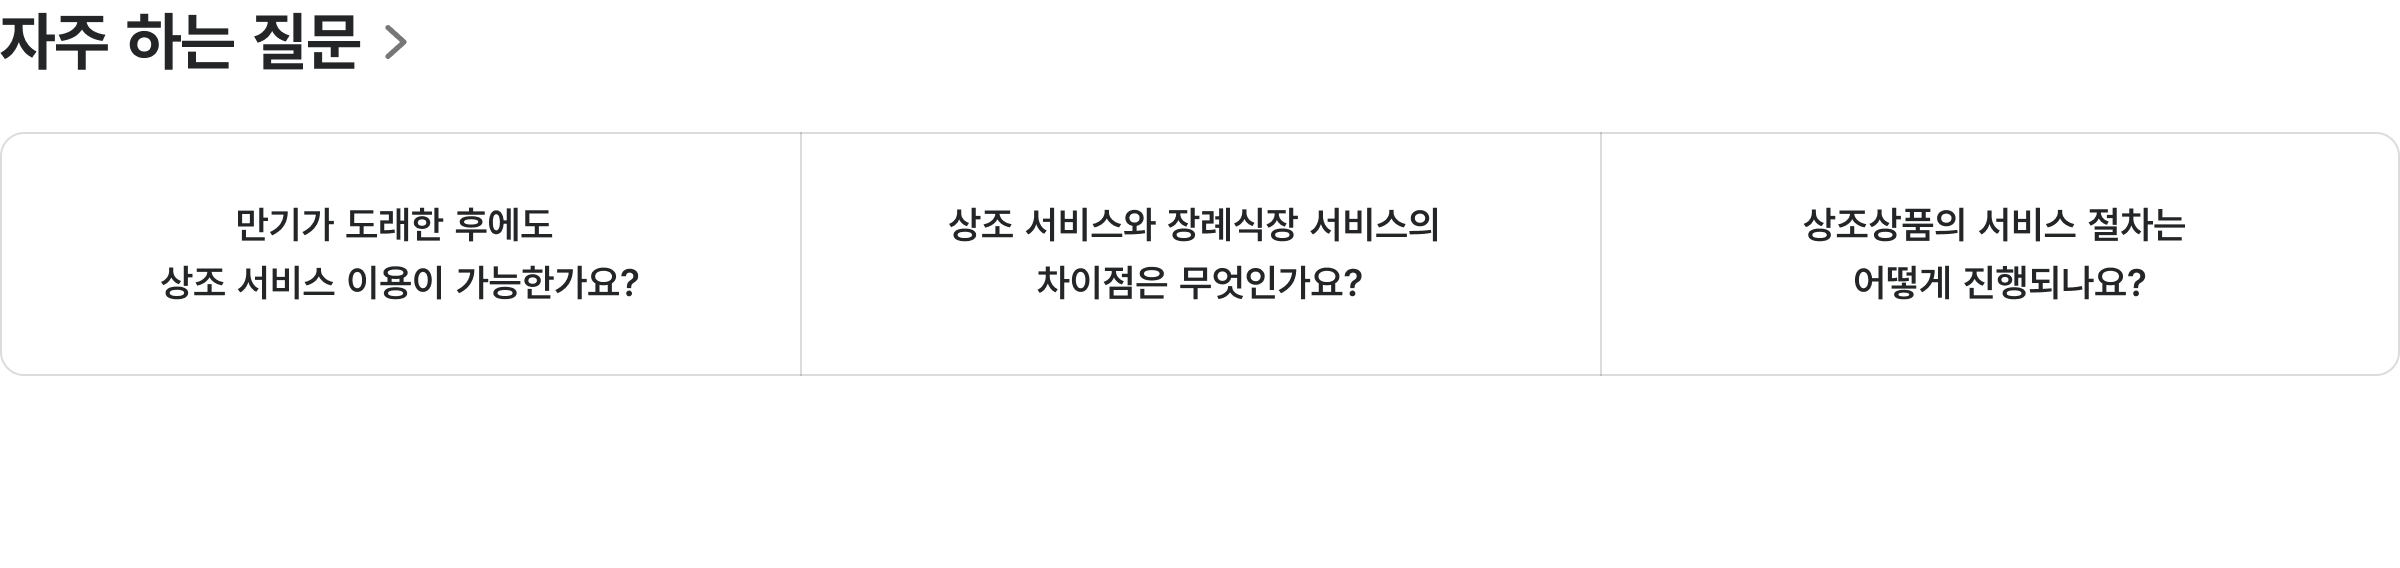 자주 하는 질문
만기가 도래한 후에도
상조 서비스 이용이 가능한가요?
상조 서비스와 장례식장 서비스의
차이점은 무엇인가요?
상조상품의 서비스 절차는
어떻게 진행되나요?